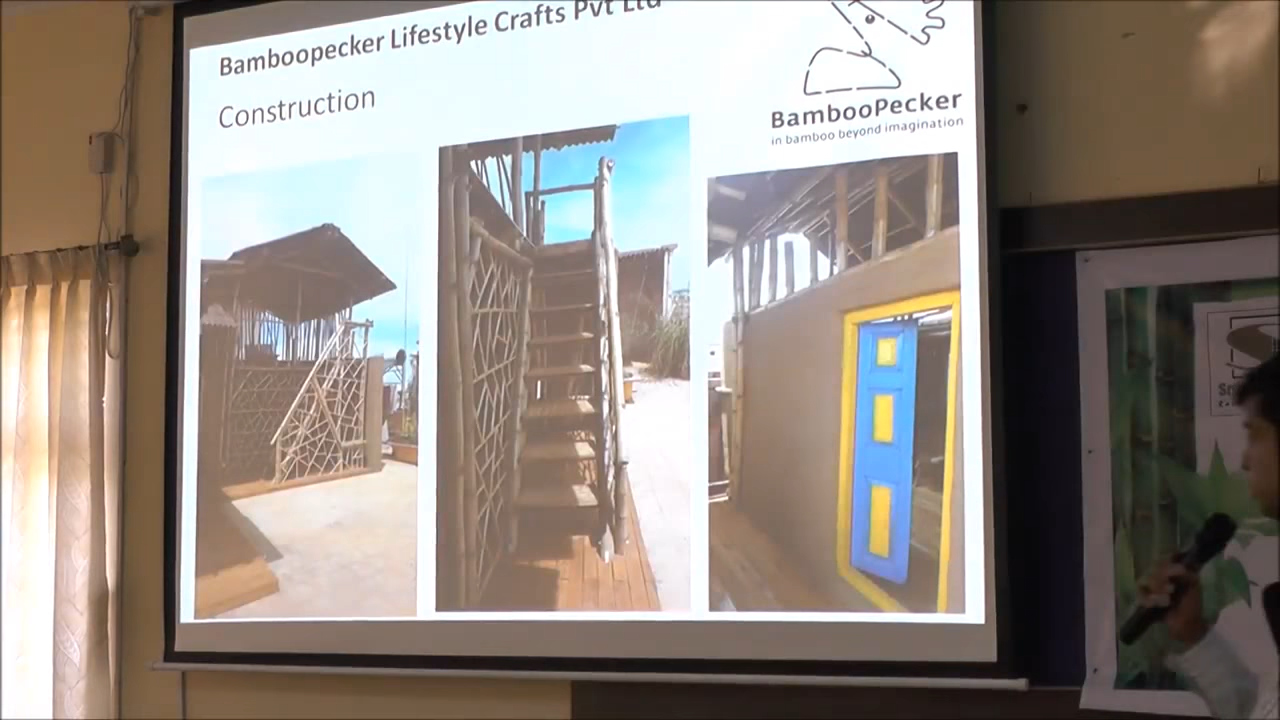 Bamboopecker Lifestyle Crafts Pvt Ltd
Construction
BambooPecker
in bamboo beyond imagination